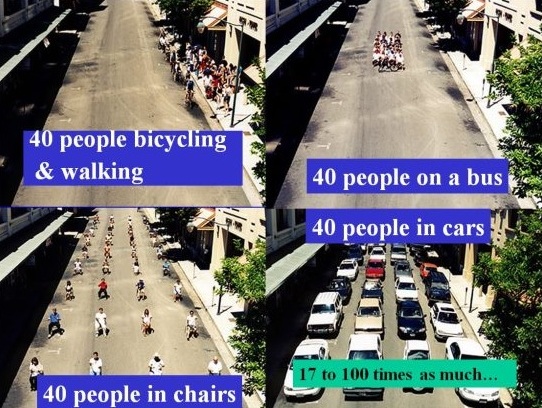 40 people bicycling
& walking
40 people on a bus
40 people in chairs
40 people in cars
17 to 100 times as much...